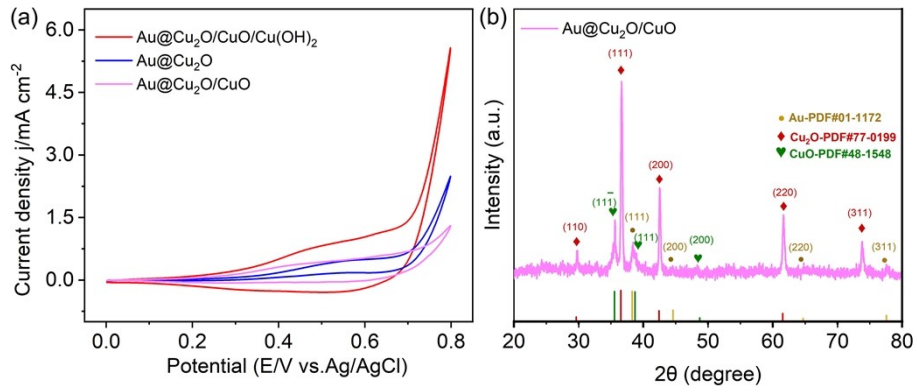 (a)
6.0
4.5
3.0
1.5
0.0
Current density j/mA cm⁻²
Au@Cu₂O/CuO/Cu(OH)₂
Au@Cu₂O
Au@Cu₂O/CuO
0.0 0.2 0.4 0.6 0.8
Potential (E/V vs.Ag/AgCl)
(b)
Intensity (a.u.)
Au@Cu₂O/CuO
(111)
Au-PDF#01-1172
Cu₂O-PDF#77-0199
CuO-PDF#48-1548
(200)
(111̅)
(111)
(220)
(110)
(111)
(200)
(200)
(220)
(311)
(311)
20 30 40 50 60 70 80
2θ (degree)